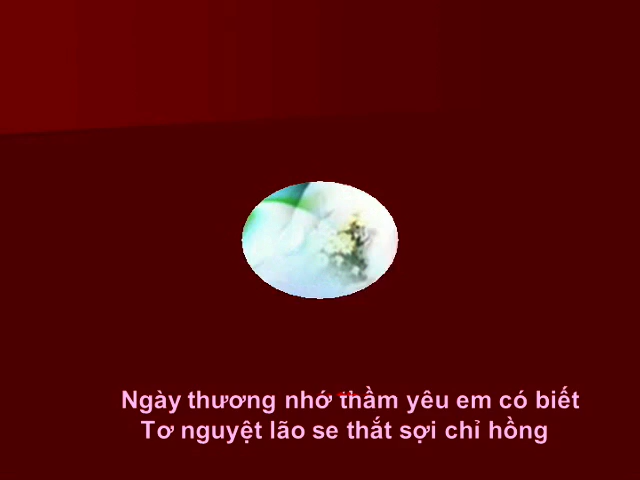 Ngày thương nhớ thầm yêu em có biết
Tơ nguyệt lão se thắt sợi chỉ hồng